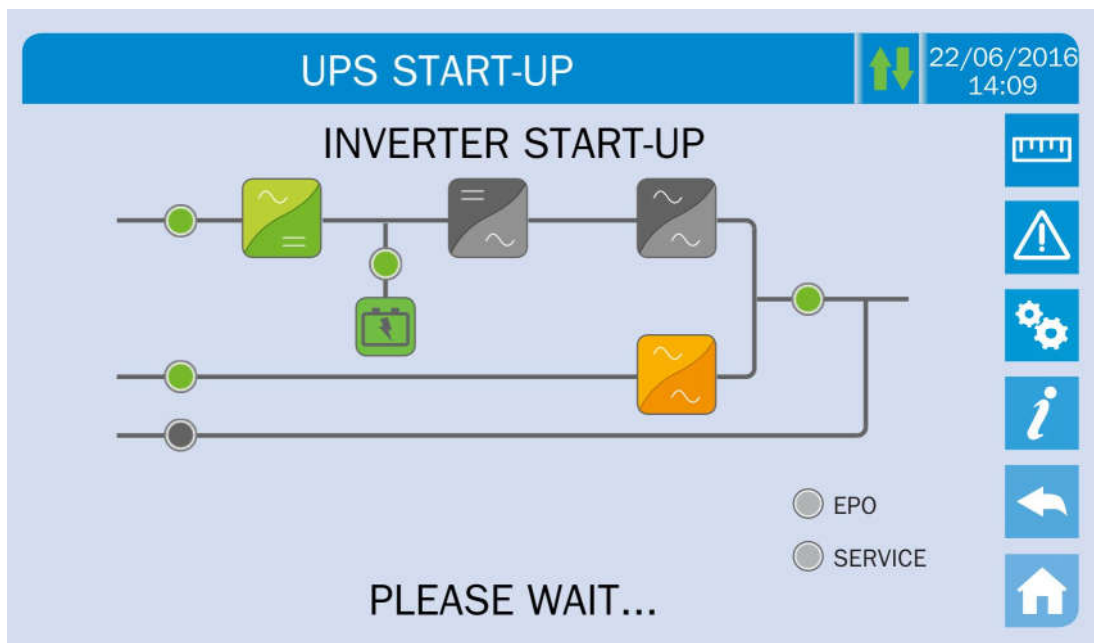 UPS START-UP
22/06/2016
14:09
INVERTER START-UP
EPO
SERVICE
PLEASE WAIT...